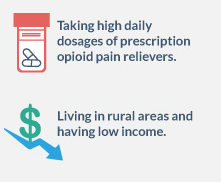 Taking high daily
dosages of prescription
opioid pain relievers.
$
Living in rural areas and
having low income.